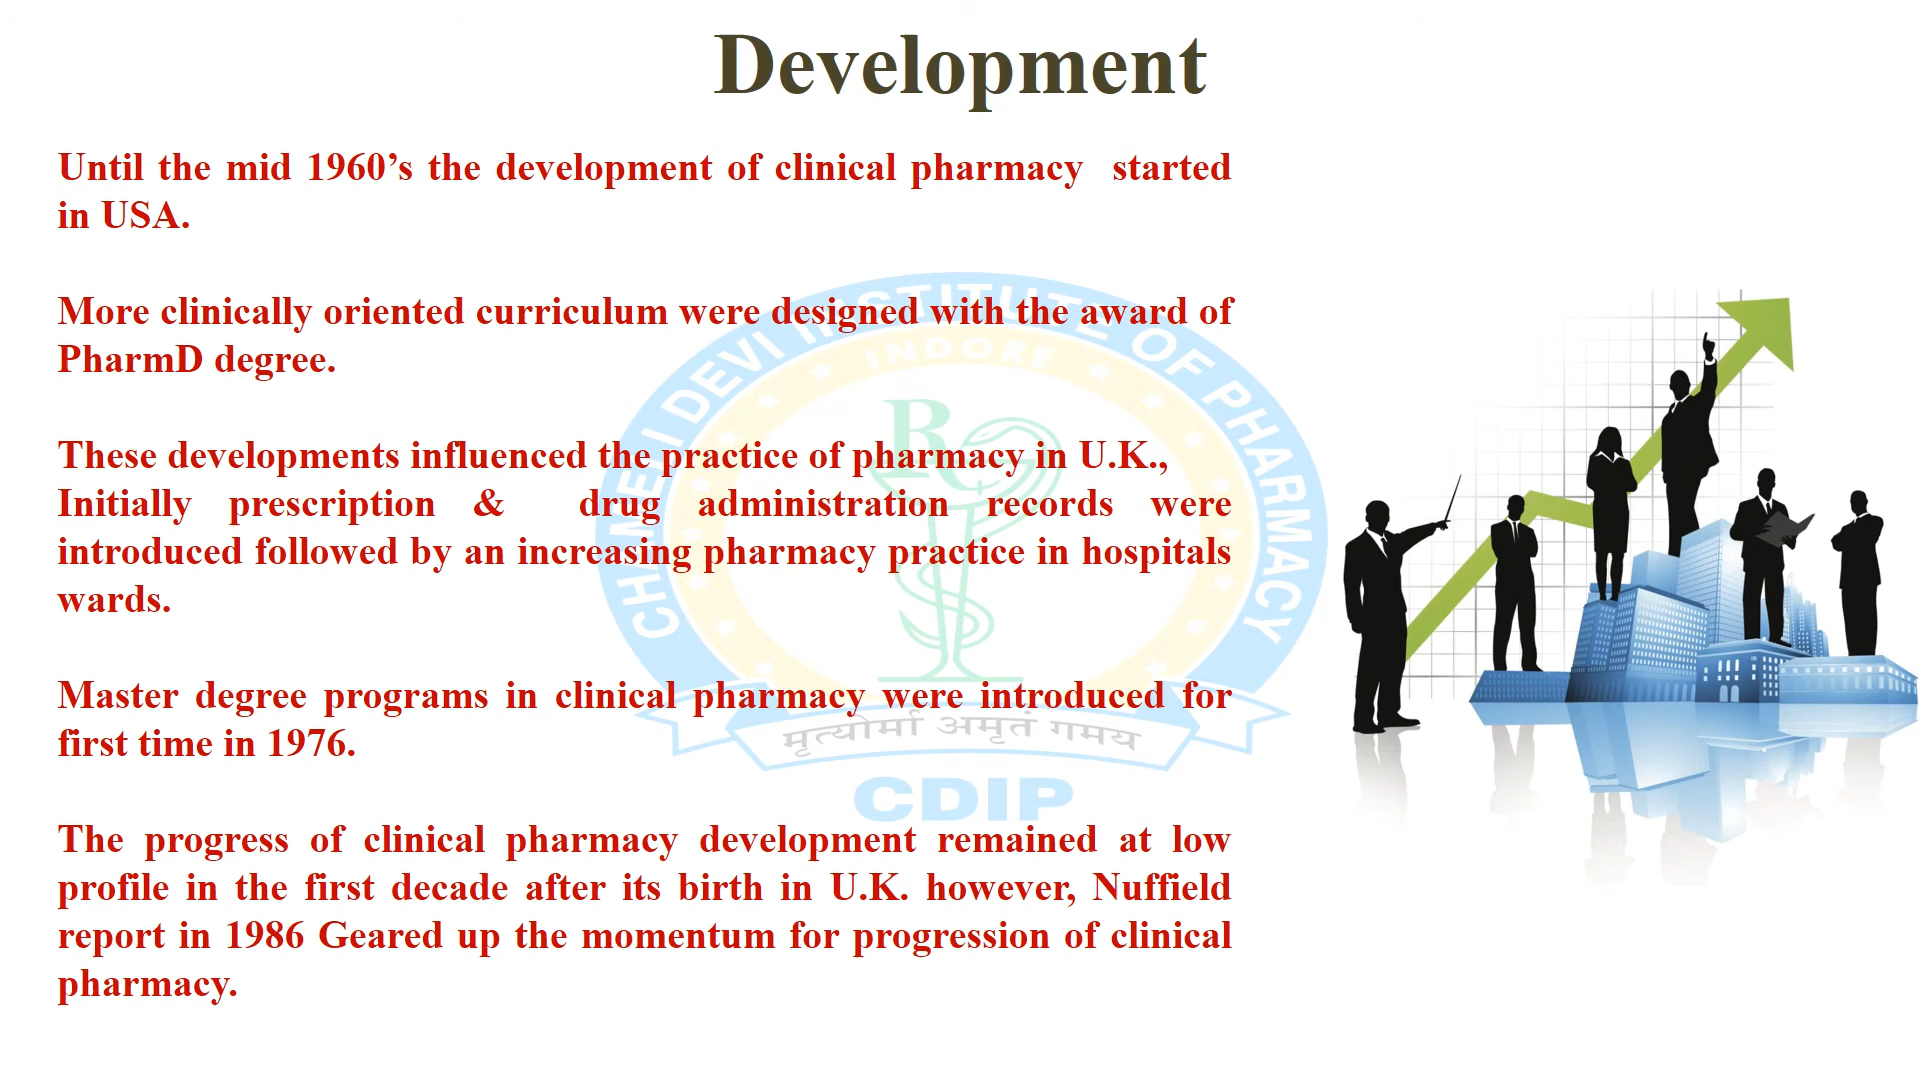 Development
Until the mid 1960’s the development of clinical pharmacy started
in USA.
More clinically oriented curriculum were designed with the award of
PharmD degree.
These developments influenced the practice of pharmacy in U.K.,
Initially prescription & drug administration records were
introduced followed by an increasing pharmacy practice in hospitals
wards.
Master degree programs in clinical pharmacy were introduced for
first time in 1976.
The progress of clinical pharmacy development remained at low
profile in the first decade after its birth in U.K. however, Nuffield
report in 1986 Geared up the momentum for progression of clinical
pharmacy.
CHAMELI DEVI INSTITUTE OF PHARMACY
INDORE
R
मृत्योर्मा अमृतं गमय
CDIP